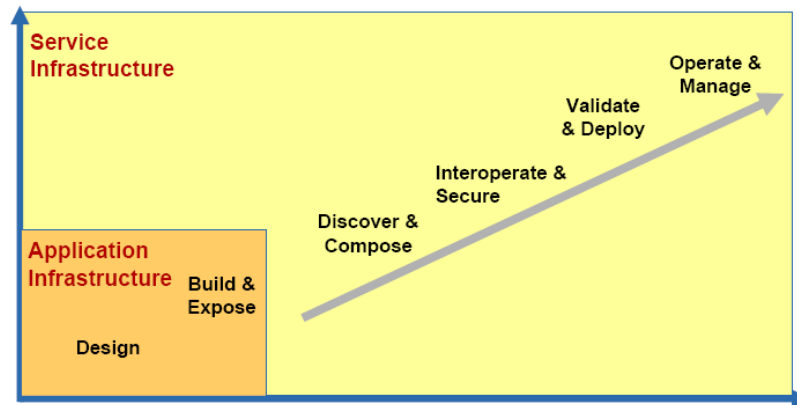 Service
Infrastructure
Operate &
Manage
Validate
& Deploy
Interoperate &
Secure
Discover &
Compose
Application
Infrastructure
Build &
Expose
Design